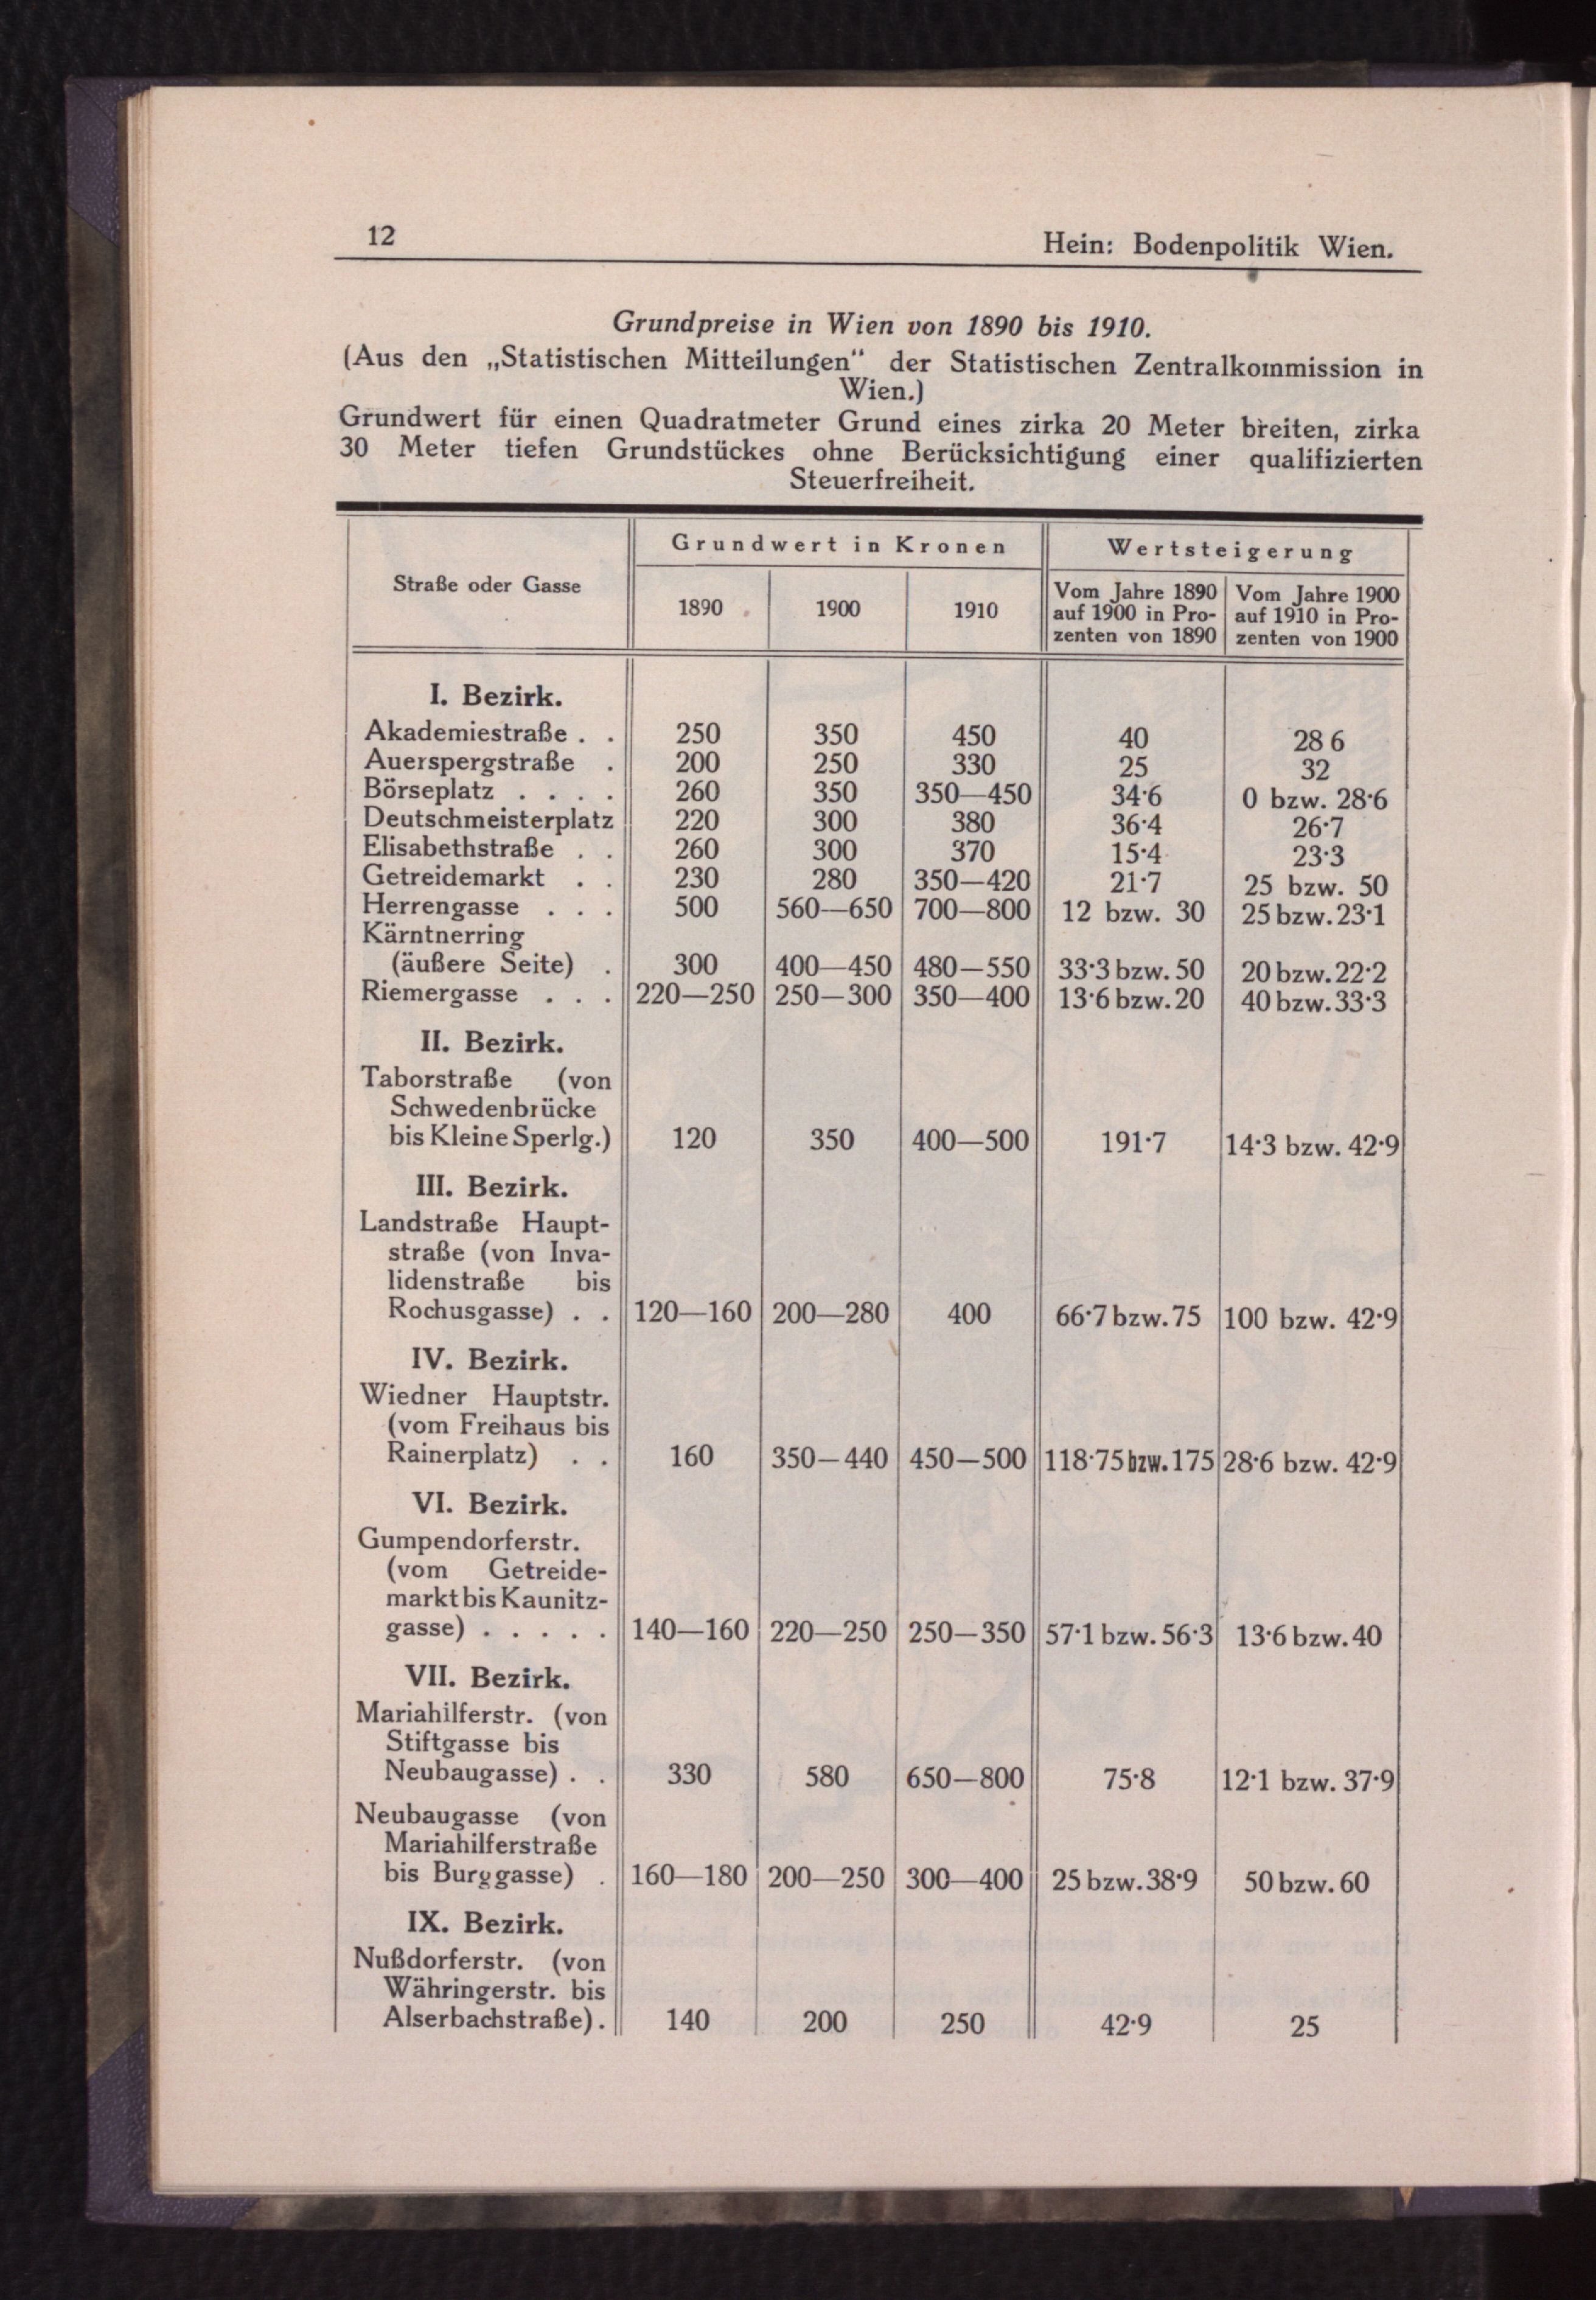 12
Hein: Bodenpolitik Wien.
Grundpreise in Wien von 1890 bis 1910.
(Aus den „Statistischen Mitteilungen“ der Statistischen Zentralkommission in
Wien.)
Grundwert für einen Quadratmeter Grund eines zirka 20 Meter breiten, zirka
30 Meter tiefen Grundstückes ohne Berücksichtigung einer qualifizierten
Steuerfreiheit.
Straße oder Gasse
Grundwert in Kronen
Wertsteigerung
1890 1900 1910
Vom Jahre 1890
auf 1900 in Pro-
zenten von 1890
Vom Jahre 1900
auf 1910 in Pro-
zenten von 1900
I. Bezirk.
Akademiestraße . . 250 350 450 40 28 6
Auerspergstraße . 200 250 330 25 32
Börseplatz . . . . 260 350 350—450 34·6 0 bzw. 28·6
Deutschmeisterplatz 220 300 380 36·4 26·7
Elisabethstraße . . 260 300 370 15·4 23·3
Getreidemarkt . . 230 280 350—420 21·7 25 bzw. 50
Herrengasse . . . 500 560—650 700—800 12 bzw. 30 25 bzw. 23·1
Kärntnerring
(äußere Seite) . 300 400—450 480—550 33·3 bzw. 50 20 bzw. 22·2
Riemergasse . . . 220—250 250—300 350—400 13·6 bzw. 20 40 bzw. 33·3
II. Bezirk.
Taborstraße (von
Schwedenbrücke
bis Kleine Sperlg.) 120 350 400—500 191·7 14·3 bzw. 42·9
III. Bezirk.
Landstraße Haupt-
straße (von Inva-
lidenstraße bis
Rochusgasse) . . 120—160 200—280 400 66·7 bzw. 75 100 bzw. 42·9
IV. Bezirk.
Wiedner Hauptstr.
(vom Freihaus bis
Rainerplatz) . . 160 350—440 450—500 118·75 bzw. 175 28·6 bzw. 42·9
VI. Bezirk.
Gumpendorferstr.
(vom Getreide-
markt bis Kaunitz-
gasse) . . . . . 140—160 220—250 250—350 57·1 bzw. 56·3 13·6 bzw. 40
VII. Bezirk.
Mariahilferstr. (von
Stiftgasse bis
Neubaugasse) . . 330 580 650—800 75·8 12·1 bzw. 37·9
Neubaugasse (von
Mariahilferstraße
bis Burggasse) . 160—180 200—250 300—400 25 bzw. 38·9 50 bzw. 60
IX. Bezirk.
Nußdorferstr. (von
Währingerstr. bis
Alserbachstraße) . 140 200 250 42·9 25